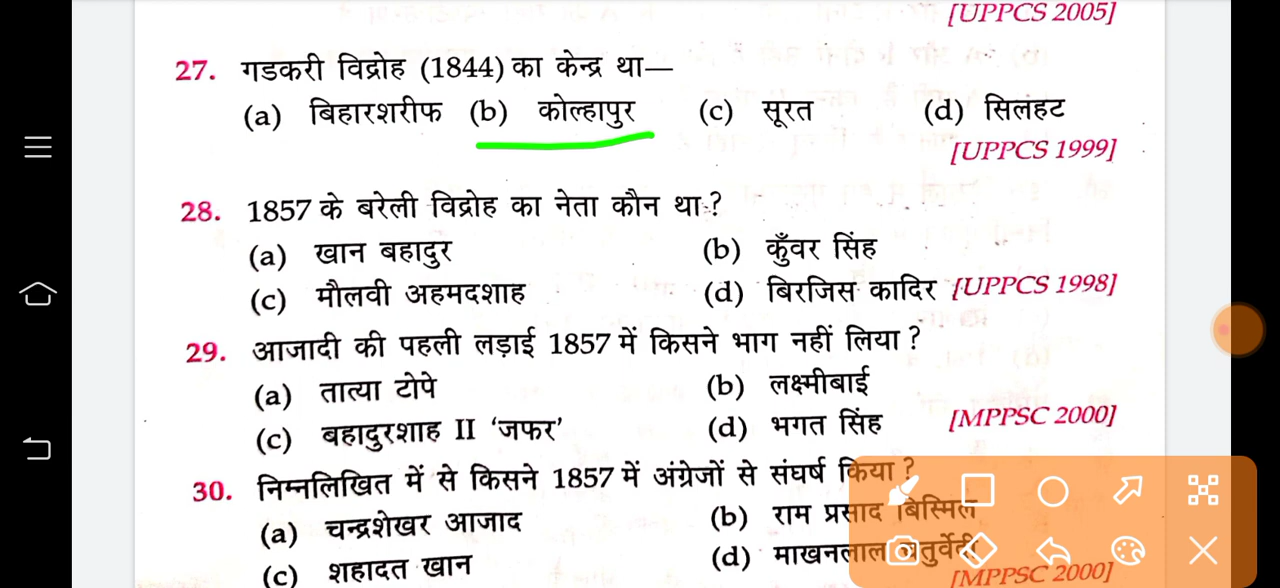 [UPPCS 2005]
27. गडकरी विद्रोह (1844) का केन्द्र था—
(a) बिहारशरीफ (b) कोल्हापुर (c) सूरत (d) सिलहट
[UPPCS 1999]
28. 1857 के बरेली विद्रोह का नेता कौन था ?
(a) खान बहादुर (b) कुँवर सिंह
(c) मौलवी अहमदशाह (d) बिरजिस कादिर [UPPCS 1998]
29. आजादी की पहली लड़ाई 1857 में किसने भाग नहीं लिया ?
(a) तात्या टोपे (b) लक्ष्मीबाई
(c) बहादुरशाह II ‘जफर’ (d) भगत सिंह [MPPSC 2000]
30. निम्नलिखित में से किसने 1857 में अंग्रेजों से संघर्ष किया ?
(a) चन्द्रशेखर आजाद (b) राम प्रसाद बिस्मिल
(c) शहादत खान (d) माखनलाल चतुर्वेदी
[MPPSC 2000]